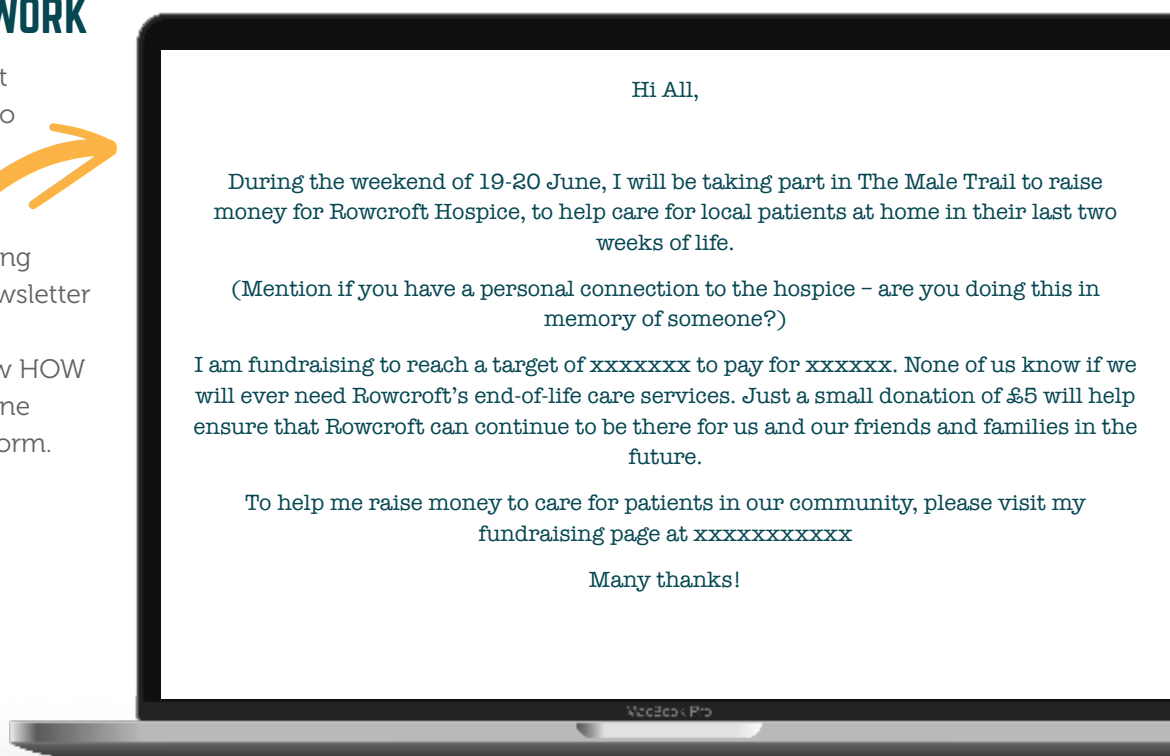 WORK
t
o
ng
wsletter
w HOW
ne
orm.
Hi All,
During the weekend of 19-20 June, I will be taking part in The Male Trail to raise
money for Rowcroft Hospice, to help care for local patients at home in their last two
weeks of life.
(Mention if you have a personal connection to the hospice – are you doing this in
memory of someone?)
I am fundraising to reach a target of xxxxxxx to pay for xxxxxx. None of us know if we
will ever need Rowcroft’s end-of-life care services. Just a small donation of £5 will help
ensure that Rowcroft can continue to be there for us and our friends and families in the
future.
To help me raise money to care for patients in our community, please visit my
fundraising page at xxxxxxxxxxx
Many thanks!
MacBook Pro